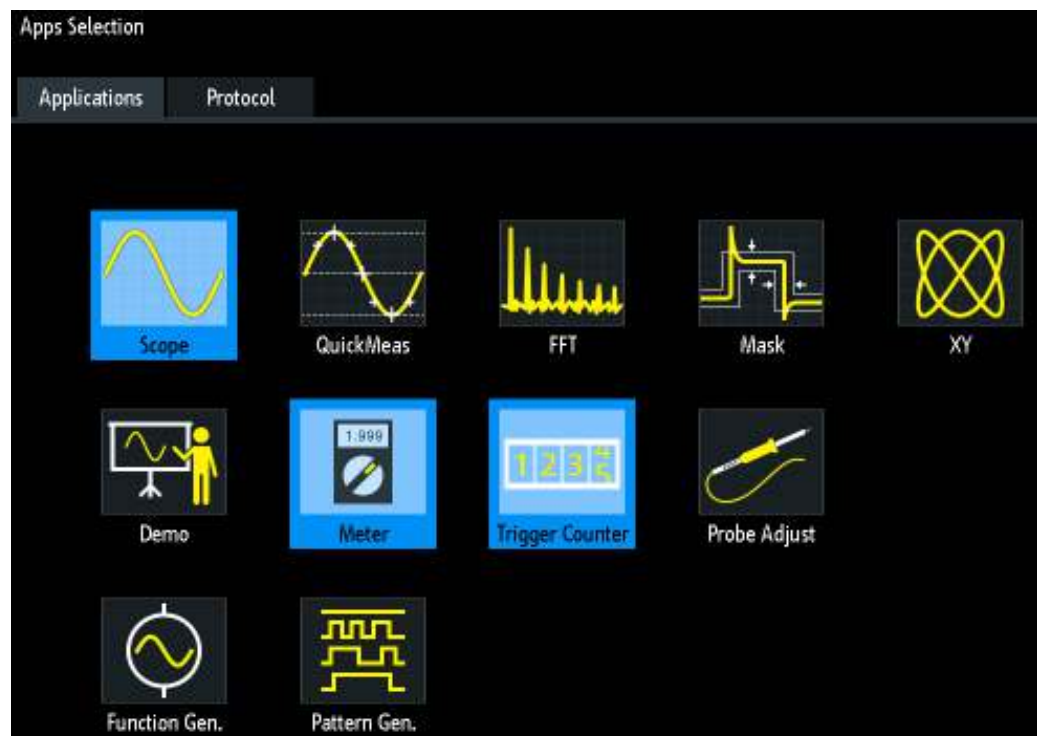 Apps Selection
Applications Protocol
Scope QuickMeas FFT Mask XY
1.999
1 2 3
Demo Meter Trigger Counter Probe Adjust
Function Gen. Pattern Gen.